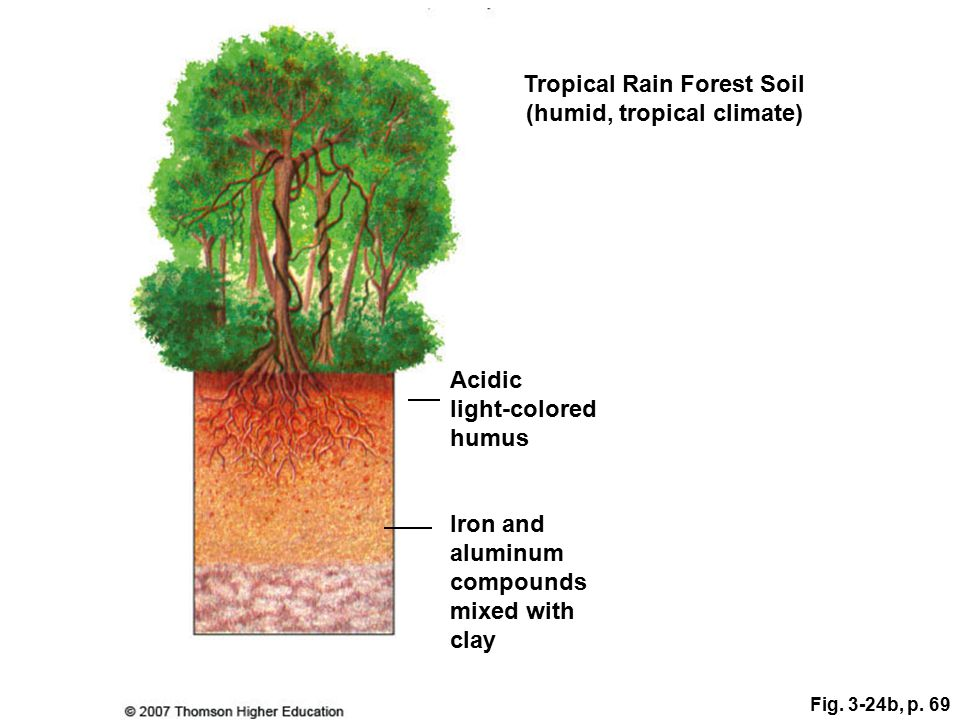 Tropical Rain Forest Soil
(humid, tropical climate)
Acidic
light-colored
humus
Iron and
aluminum
compounds
mixed with
clay
© 2007 Thomson Higher Education
Fig. 3-24b, p. 69